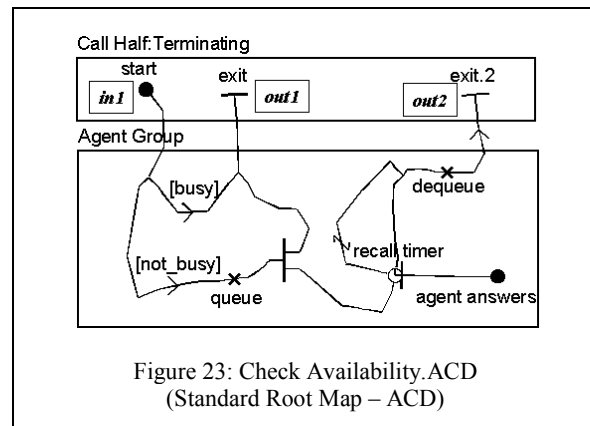 Call Half:Terminating
start
exit
exit.2
in1
out1
out2
Agent Group
[busy]
dequeue
recall timer
[not_busy]
queue
agent answers
Figure 23: Check Availability.ACD
(Standard Root Map – ACD)